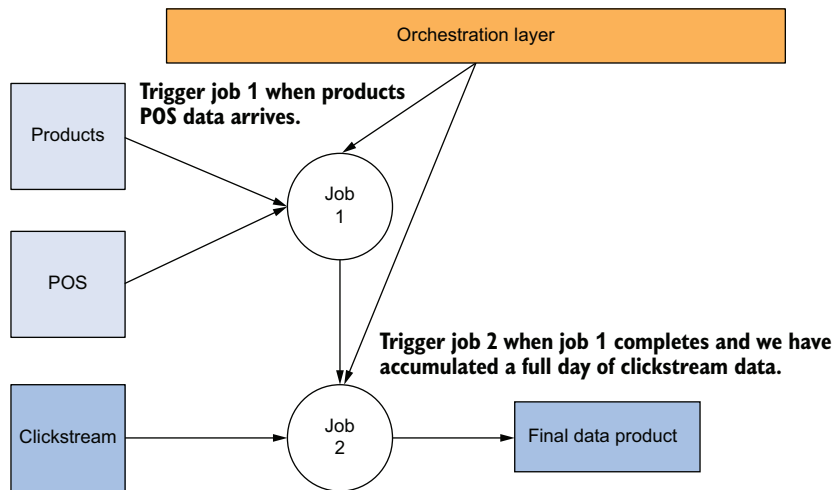 Orchestration layer
Trigger job 1 when products
POS data arrives.
Products
Job
1
POS
Trigger job 2 when job 1 completes and we have
accumulated a full day of clickstream data.
Clickstream
Job
2
Final data product